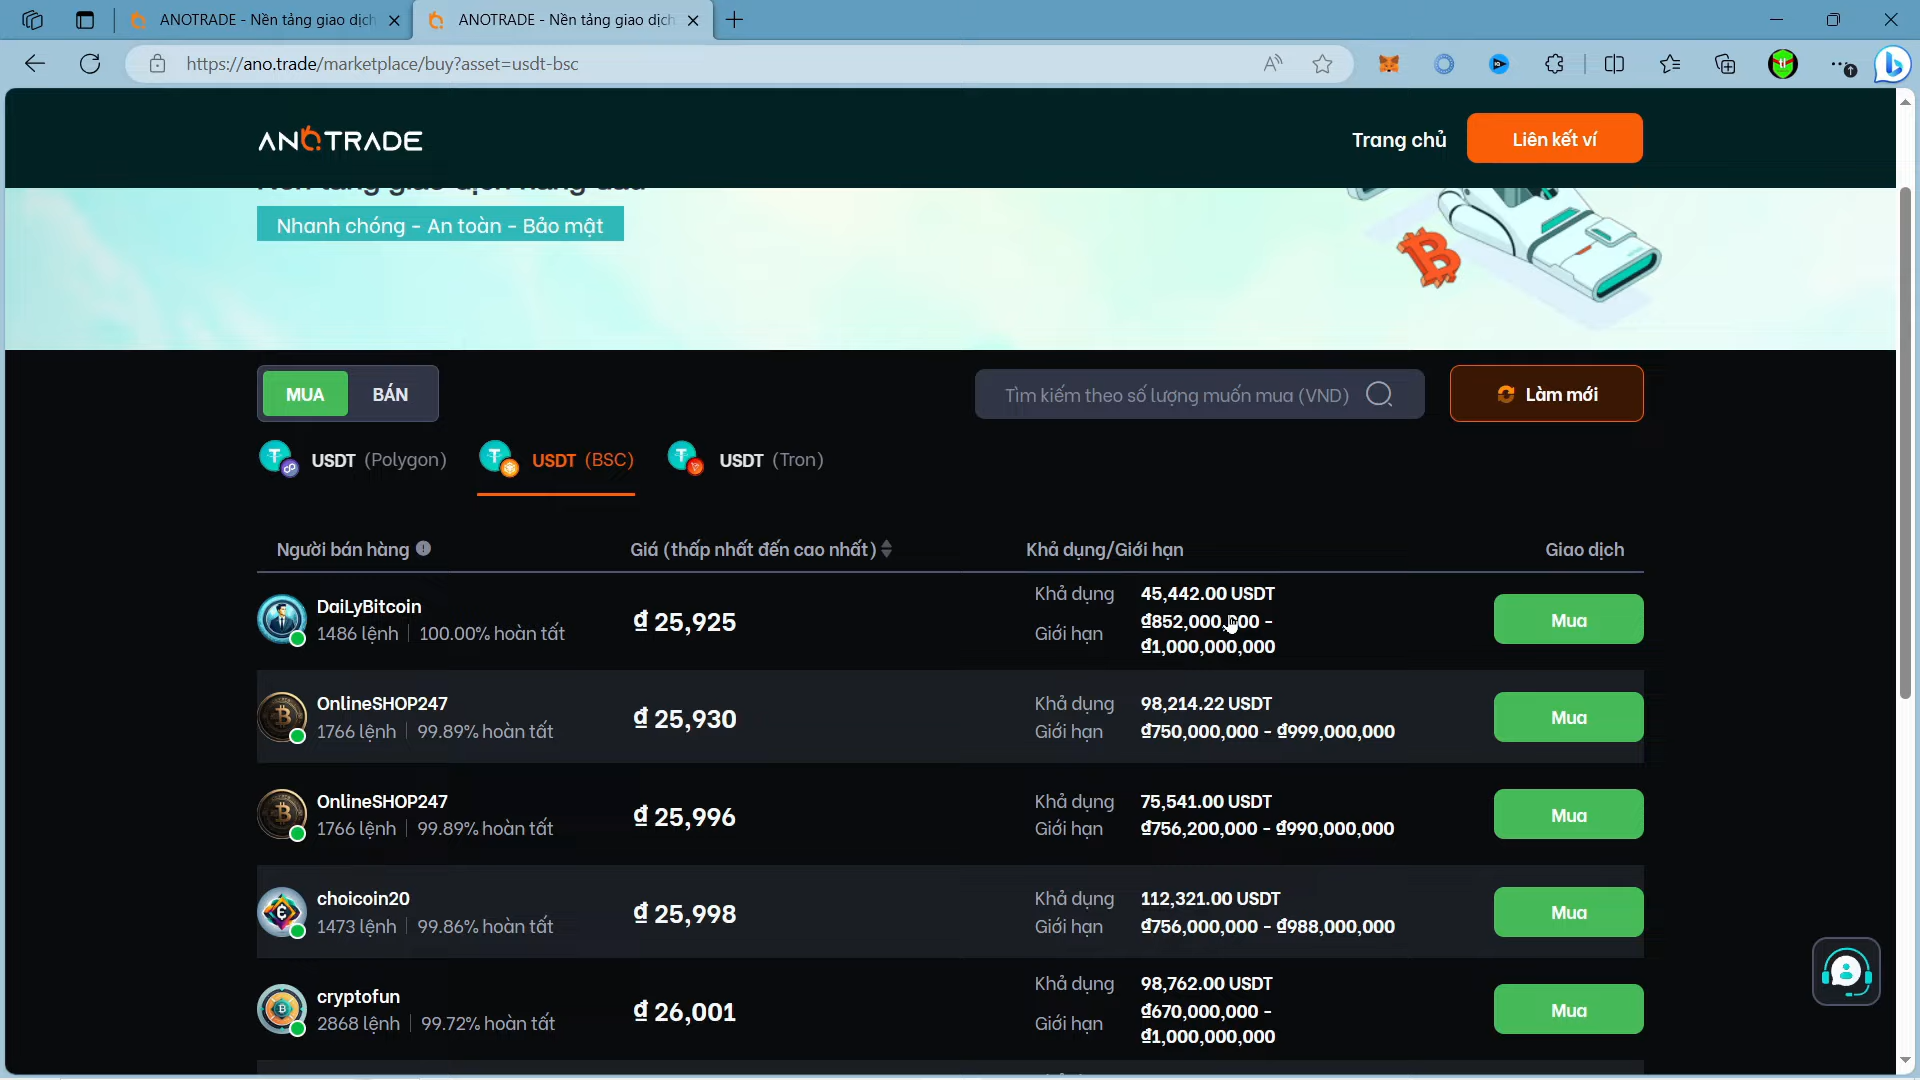 ANOTRADE - Nền tảng giao dịch
ANOTRADE - Nền tảng giao dịch
https://ano.trade/marketplace/buy?asset=usdt-bsc
ANOTRADE
Trang chủ
Liên kết ví
Nền tảng giao dịch hàng đầu
Nhanh chóng - An toàn - Bảo mật
MUA
BÁN
Tìm kiếm theo số lượng muốn mua (VND)
Làm mới
USDT (Polygon)
USDT (BSC)
USDT (Tron)
Người bán hàng
Giá (thấp nhất đến cao nhất)
Khả dụng/Giới hạn
Giao dịch
DaiLyBitcoin
1486 lệnh | 100.00% hoàn tất
₫ 25,925
Khả dụng 45,442.00 USDT
Giới hạn ₫852,000,000 -
₫1,000,000,000
Mua
OnlineSHOP247
1766 lệnh | 99.89% hoàn tất
₫ 25,930
Khả dụng 98,214.22 USDT
Giới hạn ₫750,000,000 - ₫999,000,000
Mua
OnlineSHOP247
1766 lệnh | 99.89% hoàn tất
₫ 25,996
Khả dụng 75,541.00 USDT
Giới hạn ₫756,200,000 - ₫990,000,000
Mua
choicoin20
1473 lệnh | 99.86% hoàn tất
₫ 25,998
Khả dụng 112,321.00 USDT
Giới hạn ₫756,000,000 - ₫988,000,000
Mua
cryptofun
2868 lệnh | 99.72% hoàn tất
₫ 26,001
Khả dụng 98,762.00 USDT
Giới hạn ₫670,000,000 -
₫1,000,000,000
Mua